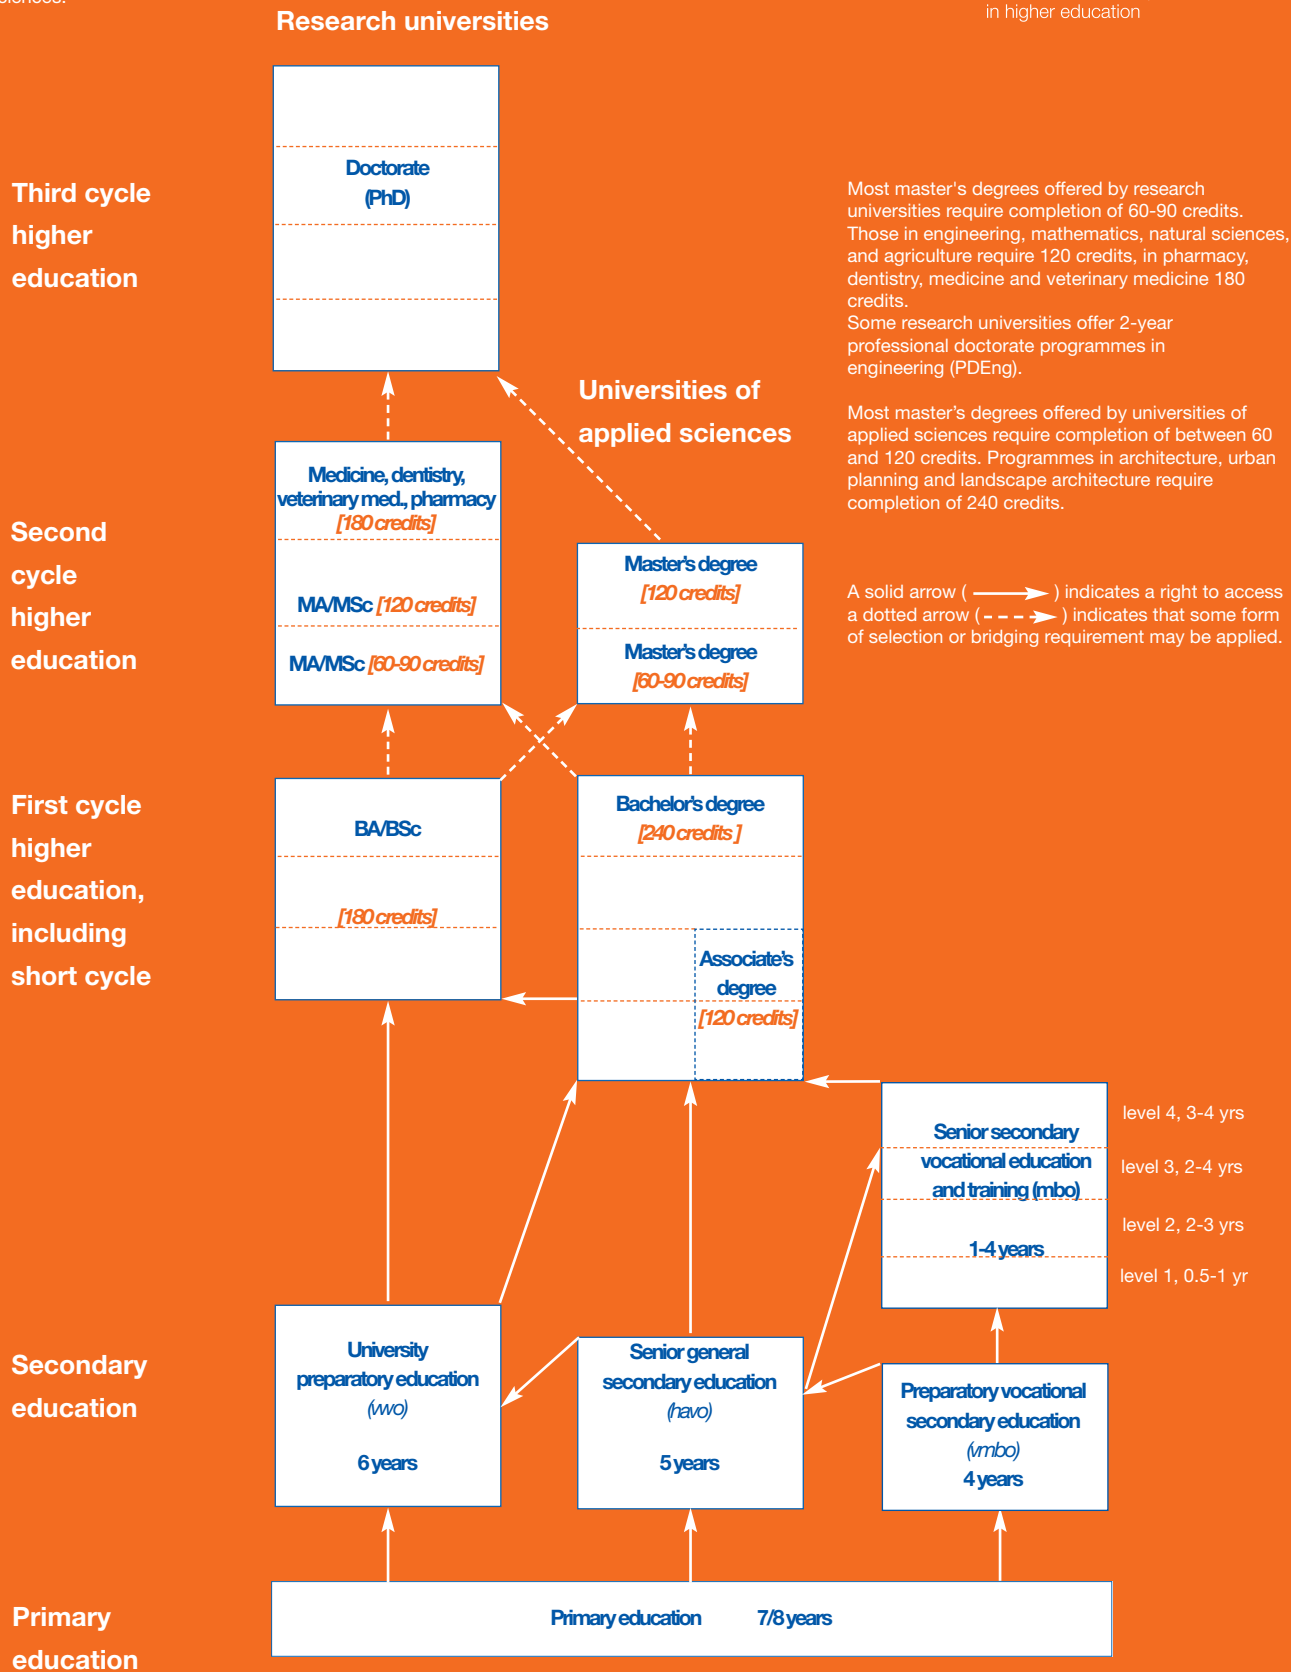 Research universities
in higher education
Doctorate
(PhD)
Third cycle
higher
education
Most master's degrees offered by research
universities require completion of 60-90 credits.
Those in engineering, mathematics, natural sciences,
and agriculture require 120 credits, in pharmacy,
dentistry, medicine and veterinary medicine 180
credits.
Some research universities offer 2-year
professional doctorate programmes in
engineering (PDEng).
Universities of
applied sciences
Most master’s degrees offered by universities of
applied sciences require completion of between 60
and 120 credits. Programmes in architecture, urban
planning and landscape architecture require
completion of 240 credits.
Second
cycle
higher
education
Medicine, dentistry,
veterinary med., pharmacy
[180 credits]
MA/MSc [120 credits]
MA/MSc [60-90 credits]
Master's degree
[120 credits]
Master's degree
[60-90 credits]
A solid arrow ( ) indicates a right to access
a dotted arrow ( ) indicates that some form
of selection or bridging requirement may be applied.
First cycle
higher
education,
including
short cycle
BA/BSc
[180 credits]
Bachelor's degree
[240 credits ]
Associate's
degree
[120 credits]
Senior secondary
vocational education
and training (mbo)
1-4 years
level 4, 3-4 yrs
level 3, 2-4 yrs
level 2, 2-3 yrs
level 1, 0.5-1 yr
Secondary
education
University
preparatory education
(vwo)
6 years
Senior general
secondary education
(havo)
5 years
Preparatory vocational
secondary education
(vmbo)
4 years
Primary
education
Primary education 7/8 years